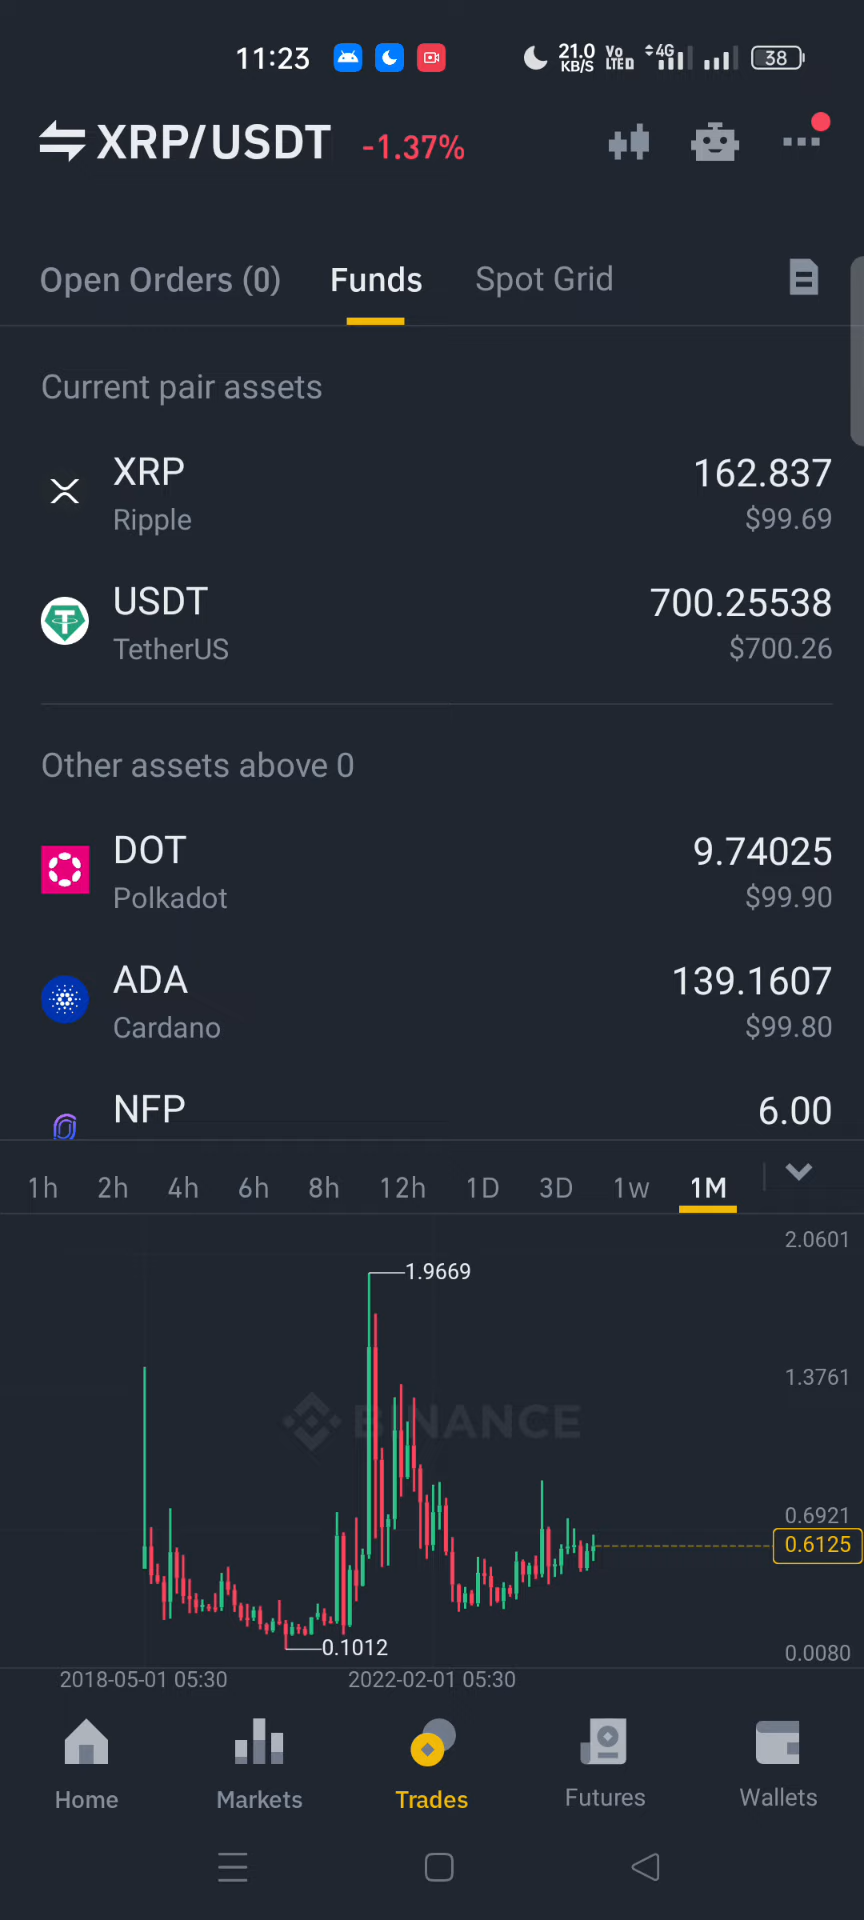 11:23 21.0 KB/S Vo LTE 4G 38
XRP/USDT -1.37%
Open Orders (0) Funds Spot Grid
Current pair assets
XRP 162.837
Ripple $99.69
USDT 700.25538
TetherUS $700.26
Other assets above 0
DOT 9.74025
Polkadot $99.90
ADA 139.1607
Cardano $99.80
NFP 6.00
1h 2h 4h 6h 8h 12h 1D 3D 1w 1M
2.0601
1.9669
1.3761
BINANCE
0.6921
0.6125
0.1012
0.0080
2018-05-01 05:30 2022-02-01 05:30
Home Markets Trades Futures Wallets